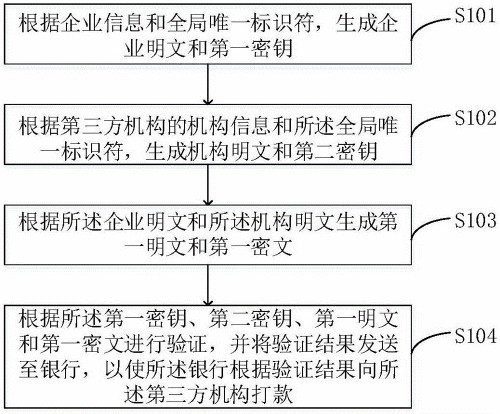 根据企业信息和全局唯一标识符，生成企
业明文和第一密钥
S101
根据第三方机构的机构信息和所述全局唯
一标识符，生成机构明文和第二密钥
S102
根据所述企业明文和所述机构明文生成第
一明文和第一密文
S103
根据所述第一密钥、第二密钥、第一明文
和第一密文进行验证，并将验证结果发送
至银行，以使所述银行根据验证结果向所
述第三方机构打款
S104